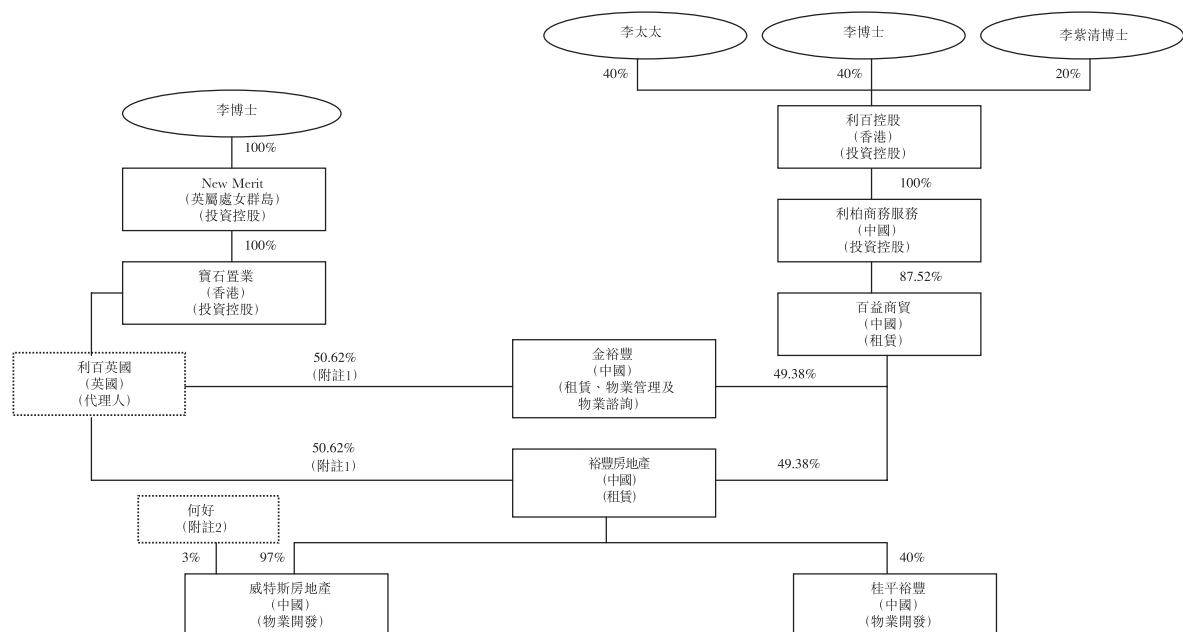 李太太
李博士
李紫清博士
40%
40%
20%
李博士
利百控股
(香港)
(投資控股)
100%
New Merit
(英屬處女群島)
(投資控股)
100%
利柏商務服務
(中國)
(投資控股)
100%
寶石置業
(香港)
(投資控股)
87.52%
百益商貿
(中國)
(租賃)
利百英國
(英國)
(代理人)
50.62%
(附註1)
金裕豐
(中國)
(租賃、物業管理及
物業諮詢)
49.38%
50.62%
(附註1)
裕豐房地產
(中國)
(租賃)
49.38%
何好
(附註2)
3%
97%
40%
威特斯房地產
(中國)
(物業開發)
桂平裕豐
(中國)
(物業開發)